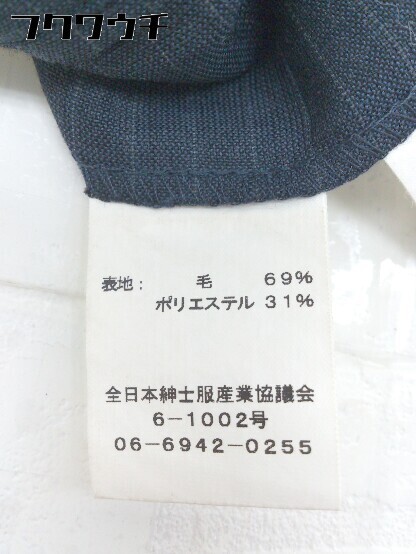 フクワウチ
表地： 毛 69%
ポリエステル 31%
全日本紳士服産業協議会
6-1002号
06-6942-0255